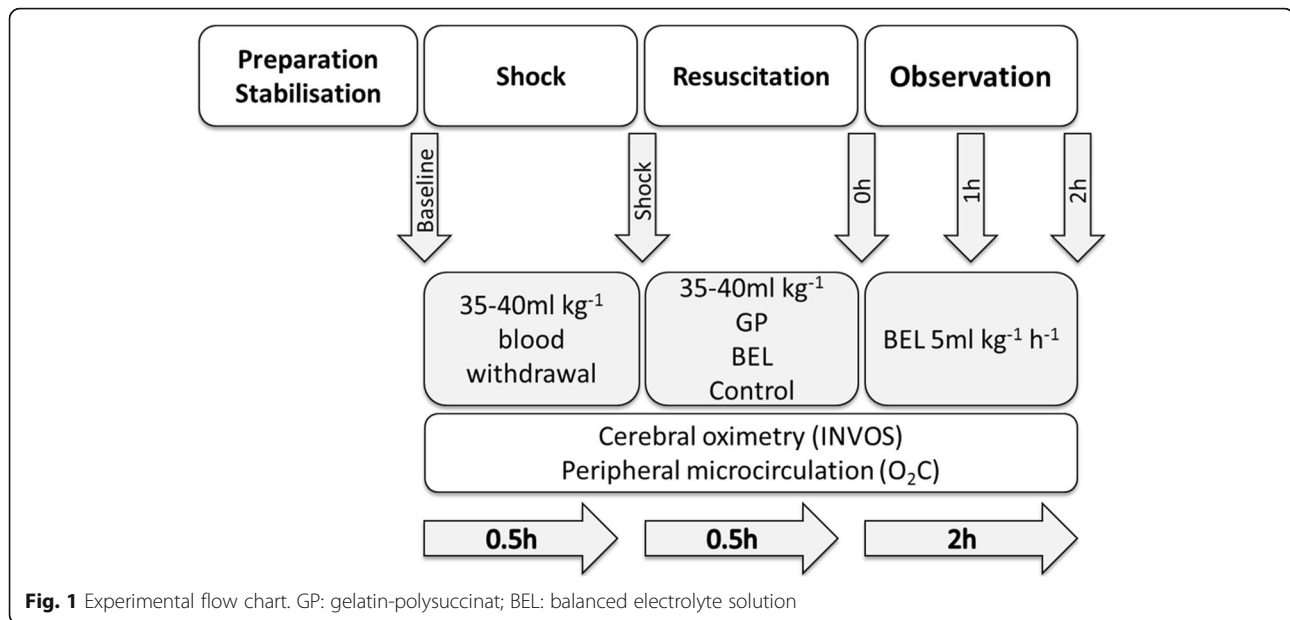 Preparation
Stabilisation
Shock
Resuscitation
Observation
Baseline
Shock
0h
1h
2h
35-40ml kg⁻¹
blood
withdrawal
35-40ml kg⁻¹
GP
BEL
Control
BEL 5ml kg⁻¹ h⁻¹
Cerebral oximetry (INVOS)
Peripheral microcirculation (O₂C)
0.5h
0.5h
2h
Fig. 1 Experimental flow chart. GP: gelatin-polysuccinat; BEL: balanced electrolyte solution